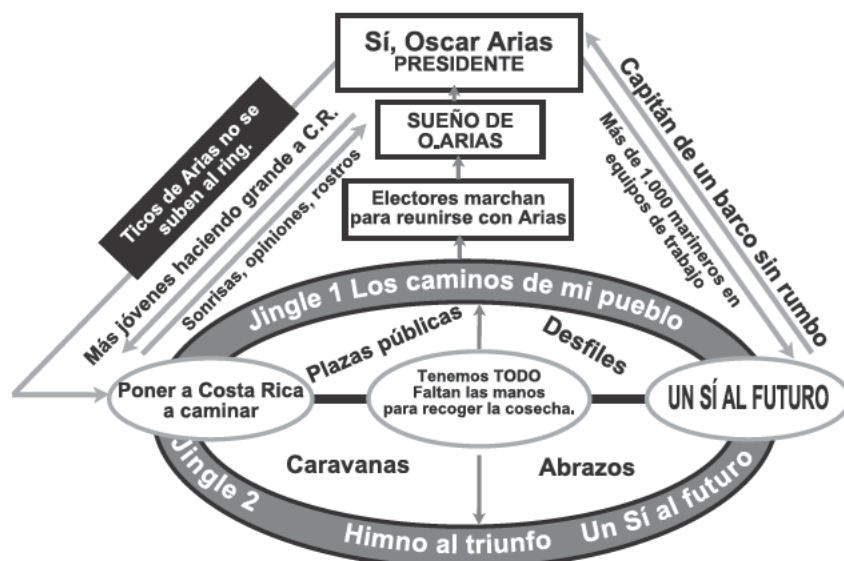 Sí, Oscar Arias
PRESIDENTE
SUEÑO DE
O.ARIAS
Electores marchan
para reunirse con Arias
Ticos de Arias no se
suben al ring.
Más jóvenes haciendo grande a C.R.
Sonrisas, opiniones, rostros
Capitán de un barco sin rumbo
Más de 1.000 marineros en
equipos de trabajo
Jingle 1 Los caminos de mi pueblo
Plazas públicas
Desfiles
Poner a Costa Rica
a caminar
Tenemos TODO
Faltan las manos
para recoger la cosecha.
UN SÍ AL FUTURO
Caravanas
Abrazos
Jingle 2
Himno al triunfo
Un Sí al futuro